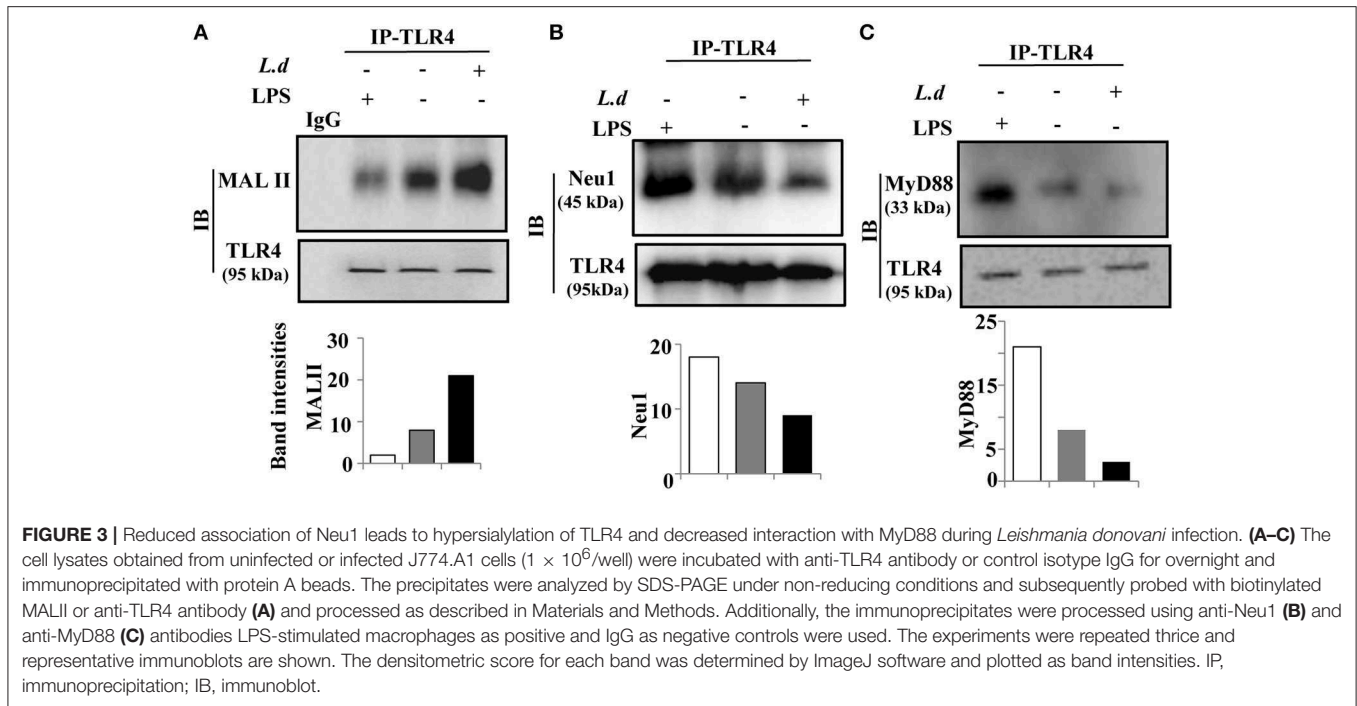 A
IP-TLR4
L.d - - +
LPS + - -
IgG
IB
MAL II
TLR4
(95 kDa)
Band intensities
MALII
30
20
10
0
B
IP-TLR4
L.d - - +
LPS + - -
IB
Neu1
(45 kDa)
TLR4
(95kDa)
Neu1
20
10
0
C
IP-TLR4
L.d - - +
LPS + - -
IB
MyD88
(33 kDa)
TLR4
(95 kDa)
MyD88
25
15
5
0
FIGURE 3 | Reduced association of Neu1 leads to hypersialylation of TLR4 and decreased interaction with MyD88 during Leishmania donovani infection. (A–C) The
cell lysates obtained from uninfected or infected J774.A1 cells (1 × 10⁶/well) were incubated with anti-TLR4 antibody or control isotype IgG for overnight and
immunoprecipitated with protein A beads. The precipitates were analyzed by SDS-PAGE under non-reducing conditions and subsequently probed with biotinylated
MALII or anti-TLR4 antibody (A) and processed as described in Materials and Methods. Additionally, the immunoprecipitates were processed using anti-Neu1 (B) and
anti-MyD88 (C) antibodies LPS-stimulated macrophages as positive and IgG as negative controls were used. The experiments were repeated thrice and
representative immunoblots are shown. The densitometric score for each band was determined by ImageJ software and plotted as band intensities. IP,
immunoprecipitation; IB, immunoblot.